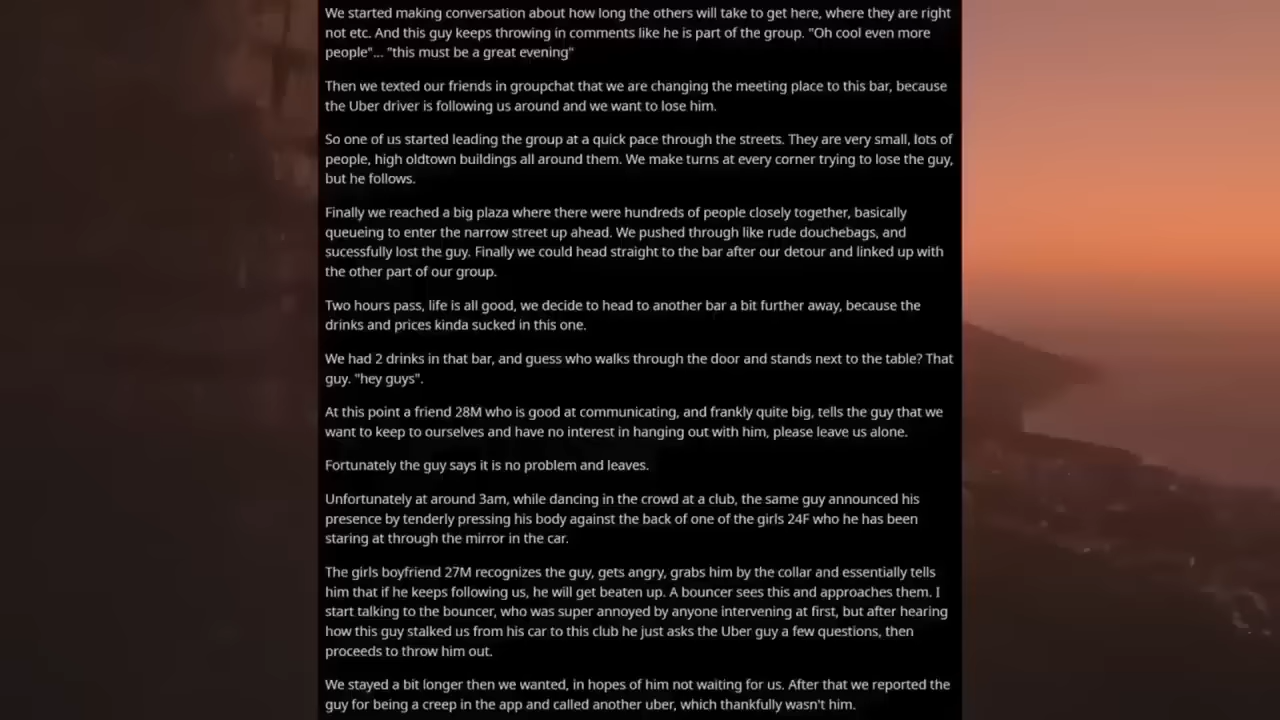 We started making conversation about how long the others will take to get here, where they are right
not etc. And this guy keeps throwing in comments like he is part of the group. "Oh cool even more
people"... "this must be a great evening"
Then we texted our friends in groupchat that we are changing the meeting place to this bar, because
the Uber driver is following us around and we want to lose him.
So one of us started leading the group at a quick pace through the streets. They are very small, lots of
people, high oldtown buildings all around them. We make turns at every corner trying to lose the guy,
but he follows.
Finally we reached a big plaza where there were hundreds of people closely together, basically
queueing to enter the narrow street up ahead. We pushed through like rude douchebags, and
sucessfully lost the guy. Finally we could head straight to the bar after our detour and linked up with
the other part of our group.
Two hours pass, life is all good, we decide to head to another bar a bit further away, because the
drinks and prices kinda sucked in this one.
We had 2 drinks in that bar, and guess who walks through the door and stands next to the table? That
guy. "hey guys".
At this point a friend 28M who is good at communicating, and frankly quite big, tells the guy that we
want to keep to ourselves and have no interest in hanging out with him, please leave us alone.
Fortunately the guy says it is no problem and leaves.
Unfortunately at around 3am, while dancing in the crowd at a club, the same guy announced his
presence by tenderly pressing his body against the back of one of the girls 24F who he has been
staring at through the mirror in the car.
The girls boyfriend 27M recognizes the guy, gets angry, grabs him by the collar and essentially tells
him that if he keeps following us, he will get beaten up. A bouncer sees this and approaches them. I
start talking to the bouncer, who was super annoyed by anyone intervening at first, but after hearing
how this guy stalked us from his car to this club he just asks the Uber guy a few questions, then
proceeds to throw him out.
We stayed a bit longer then we wanted, in hopes of him not waiting for us. After that we reported the
guy for being a creep in the app and called another uber, which thankfully wasn't him.